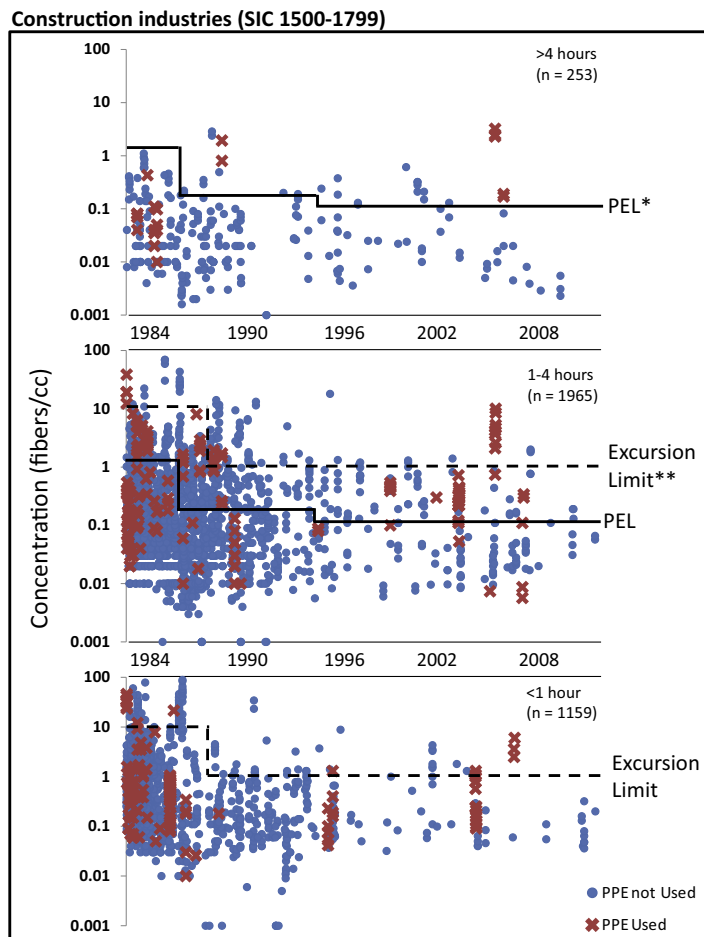 Construction industries (SIC 1500-1799)
100
>4 hours
(n = 253)
10
1
PEL*
0.1
0.01
0.001
1984 1990 1996 2002 2008
Concentration (fibers/cc)
100
1-4 hours
(n = 1965)
10
Excursion
Limit**
1
PEL
0.1
0.01
0.001
1984 1990 1996 2002 2008
100
<1 hour
(n = 1159)
10
Excursion
Limit
1
0.1
0.01
PPE not Used
0.001
PPE Used